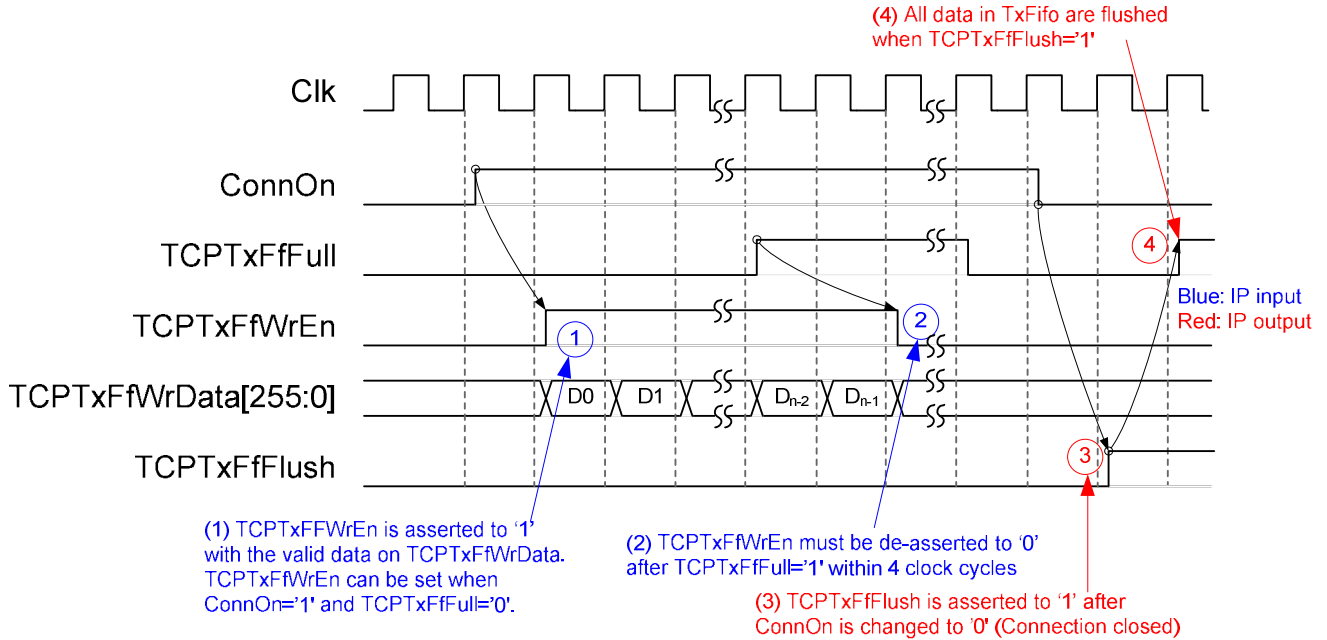 (4) All data in TxFifo are flushed
when TCPTxFfFlush='1'
Clk
ConnOn
TCPTxFfFull
4
Blue: IP input
Red: IP output
TCPTxFfWrEn
1
2
TCPTxFfWrData[255:0]
D0 D1 Dn-2 Dn-1
TCPTxFfFlush
3
(1) TCPTxFFWrEn is asserted to ‘1’
with the valid data on TCPTxFfWrData.
TCPTxFfWrEn can be set when
ConnOn='1' and TCPTxFfFull='0'.
(2) TCPTxFfWrEn must be de-asserted to ‘0’
after TCPTxFfFull='1' within 4 clock cycles
(3) TCPTxFfFlush is asserted to ‘1’ after
ConnOn is changed to '0' (Connection closed)